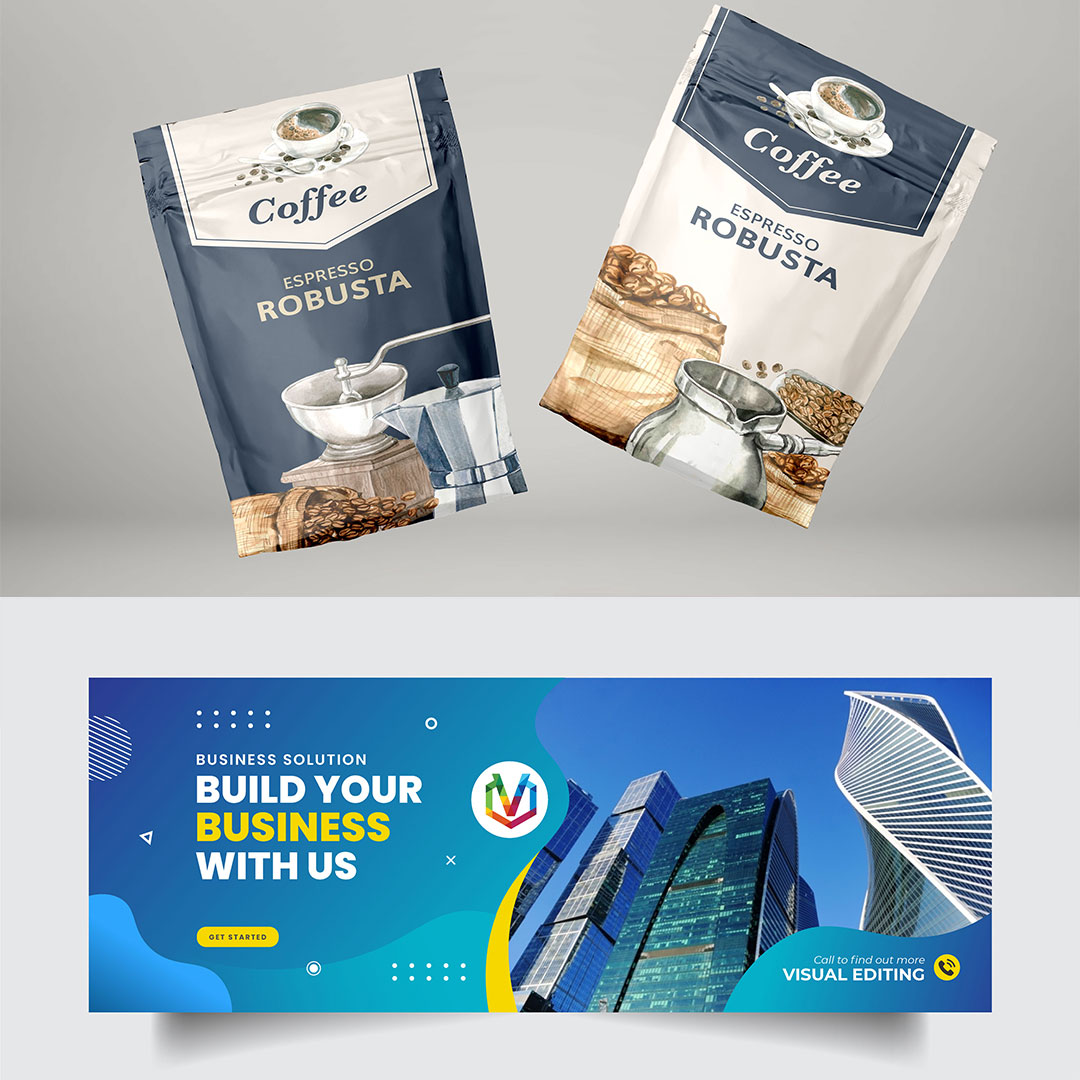 Coffee
ESPRESSO
ROBUSTA
Coffee
ESPRESSO
ROBUSTA
BUSINESS SOLUTION
BUILD YOUR
BUSINESS
WITH US
GET STARTED
Call to find out more
VISUAL EDITING